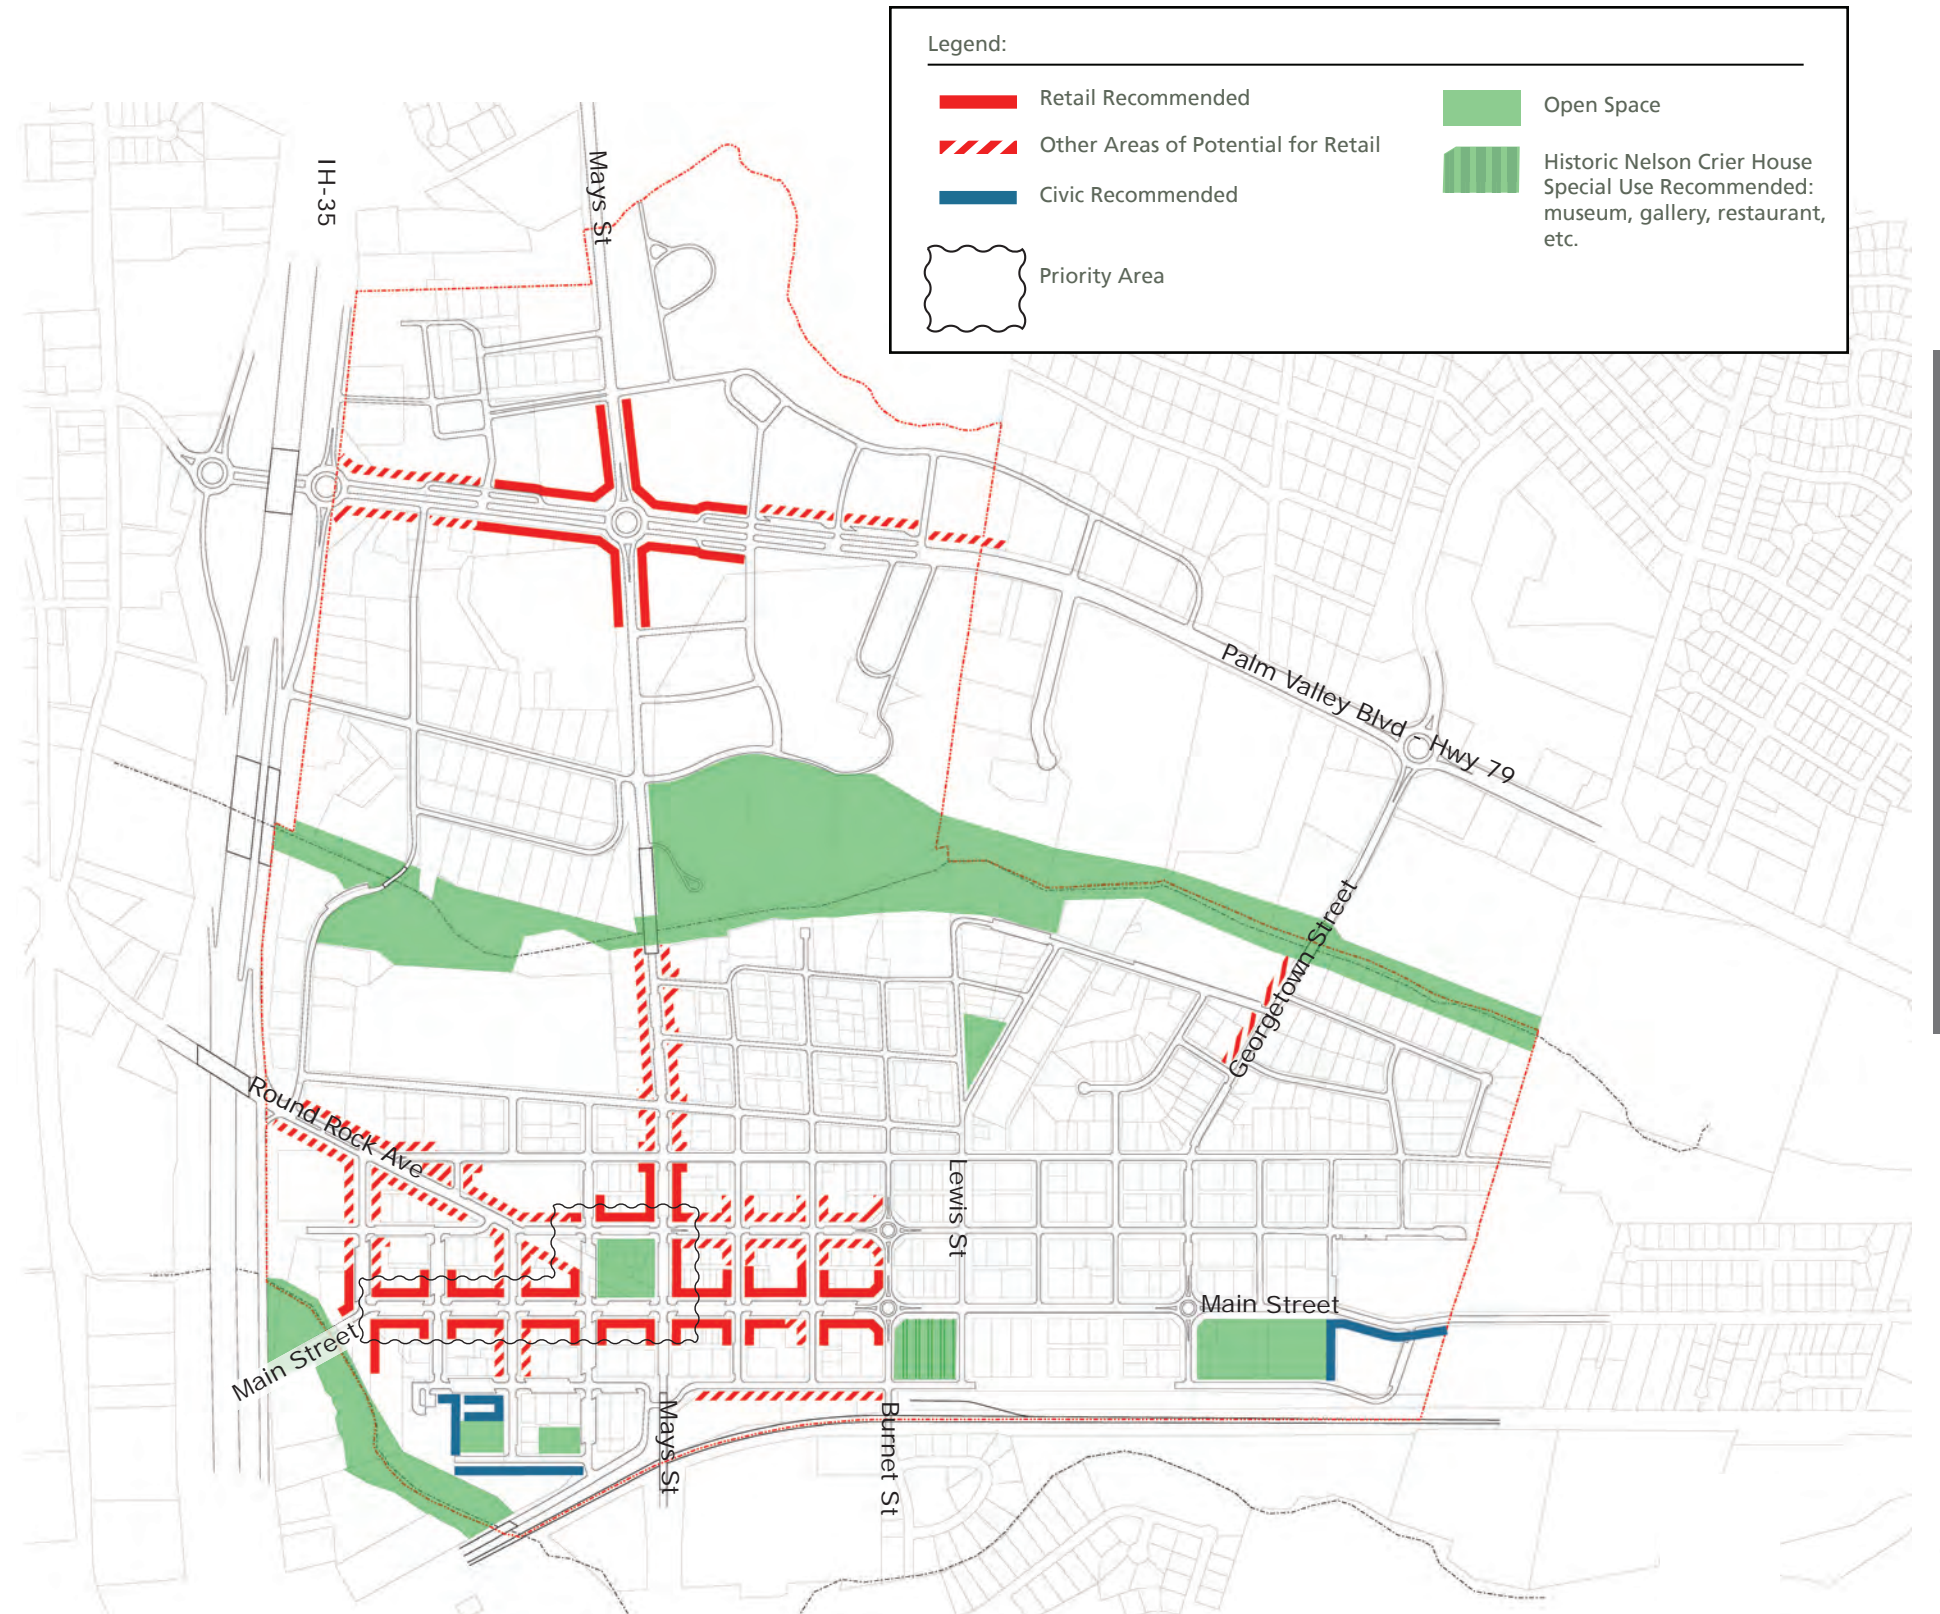 Legend:
Retail Recommended
Other Areas of Potential for Retail
Civic Recommended
Priority Area
Open Space
Historic Nelson Crier House
Special Use Recommended:
museum, gallery, restaurant,
etc.
IH-35
Mays St
Palm Valley Blvd - Hwy 79
Georgetown Street
Round Rock Ave
Lewis St
Main Street
Main Street
Mays St
Burnet St